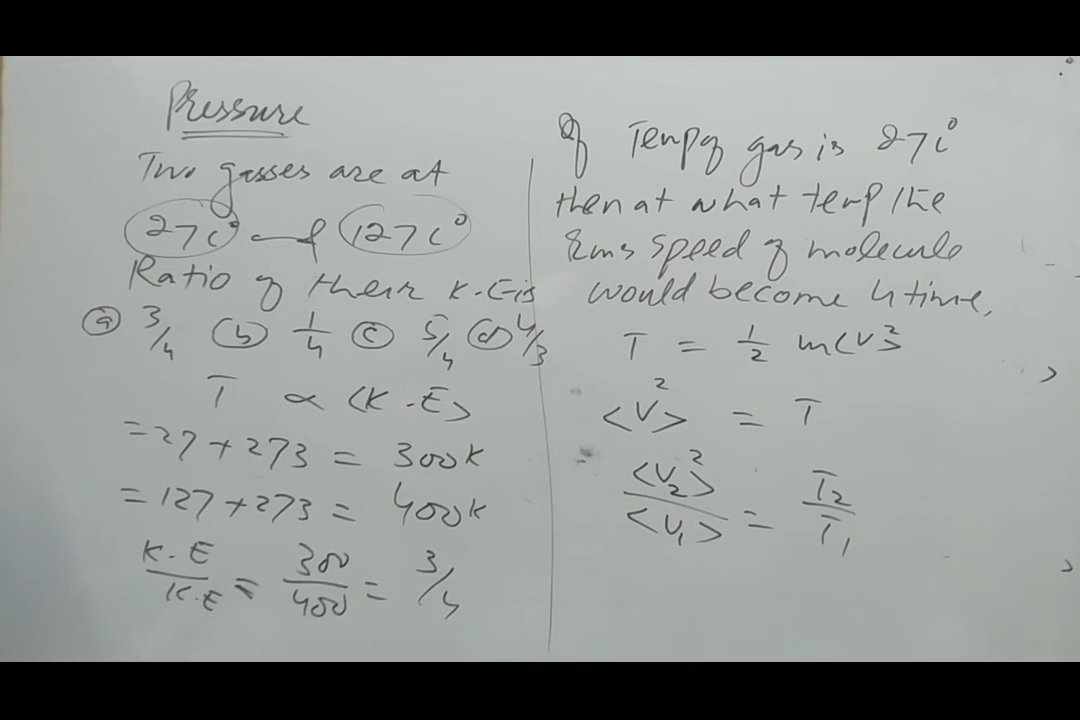 Pressure
Two gasses are at
27c° and 127c°
Ratio of their K.E is
(a) 3/4 (b) 1/4 (c) 5/4 (d) 4/3
T ∝ <K.E>
= 27 + 273 = 300K
= 127 + 273 = 400K
K.E/K.E = 300/400 = 3/4
If Temp of gas is 27c°
then at what temp the
Rms speed of molecule
would become 4 time,
T = 1/2 m<v²>
<v>² = T
<v₂>²/<v₁> = T₂/T₁